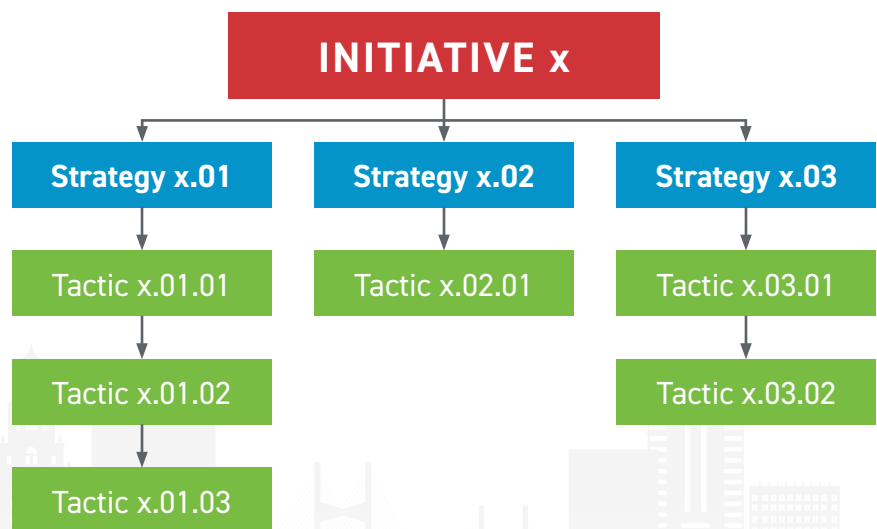 INITIATIVE x
Strategy x.01
Strategy x.02
Strategy x.03
Tactic x.01.01
Tactic x.02.01
Tactic x.03.01
Tactic x.01.02
Tactic x.03.02
Tactic x.01.03